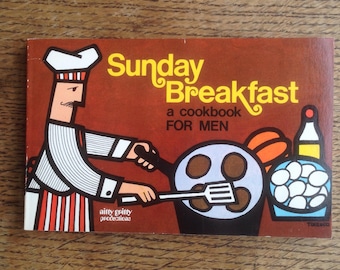 Sunday
Breakfast
a cookbook
FOR MEN
nitty gritty
productions